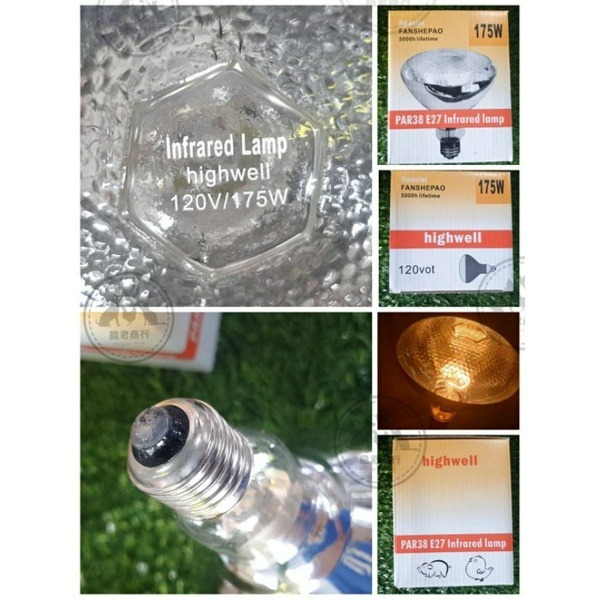 Infrared Lamp
highwell
120V/175W
Special
FANSHEPAO
5000h lifetime
175W
PAR38 E27 Infrared lamp
Special
FANSHEPAO
5000h lifetime
175W
highwell
120vot
highwell
PAR38 E27 Infrared lamp